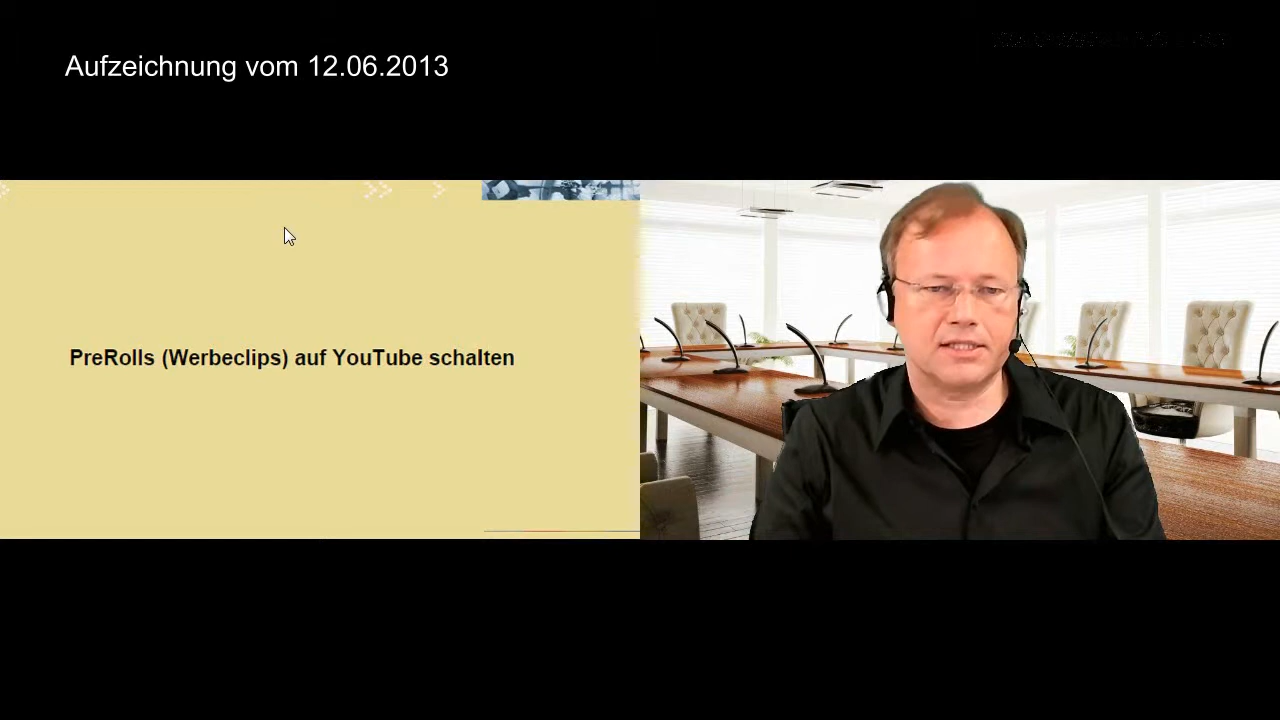 Aufzeichnung vom 12.06.2013
PreRolls (Werbeclips) auf YouTube schalten